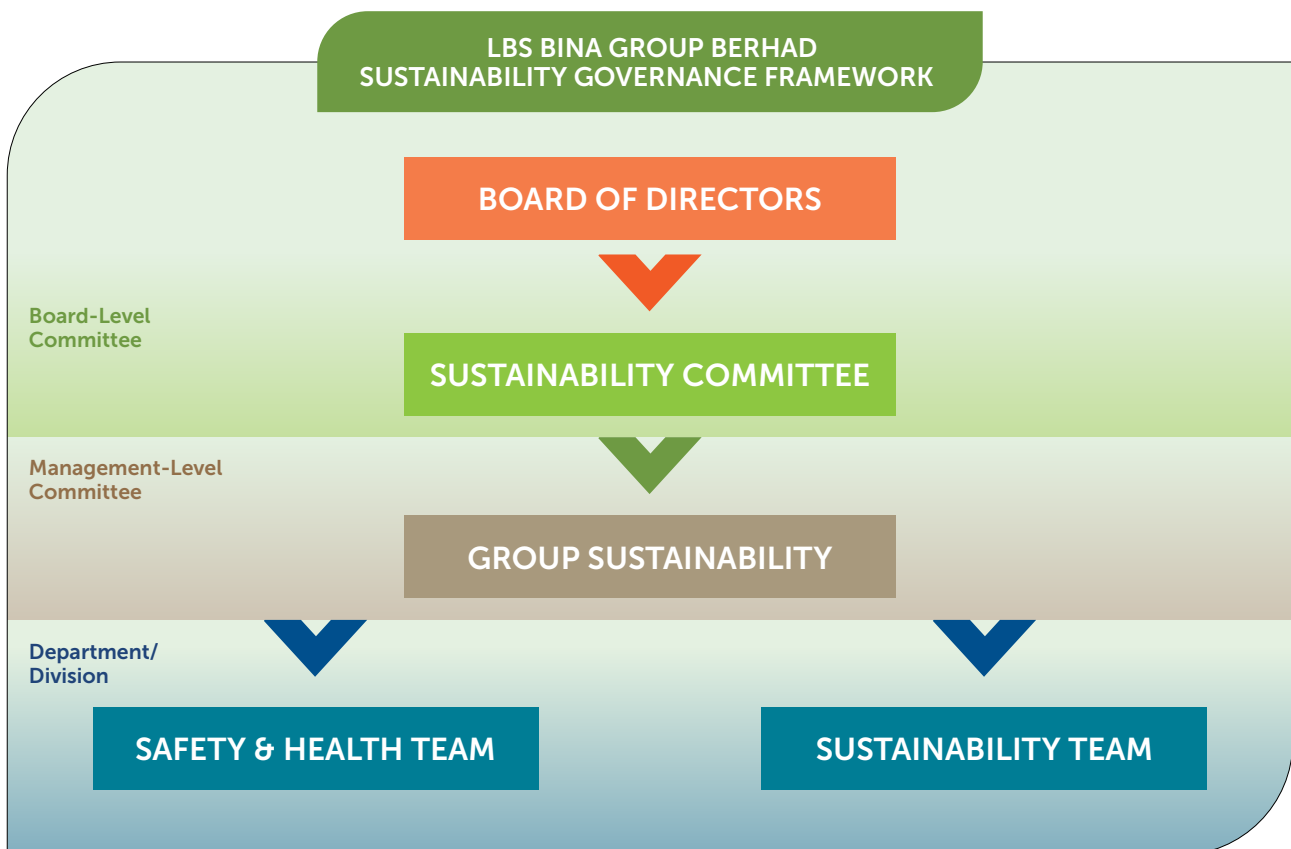 LBS BINA GROUP BERHAD
SUSTAINABILITY GOVERNANCE FRAMEWORK
BOARD OF DIRECTORS
Board-Level
Committee
SUSTAINABILITY COMMITTEE
Management-Level
Committee
GROUP SUSTAINABILITY
Department/
Division
SAFETY & HEALTH TEAM
SUSTAINABILITY TEAM